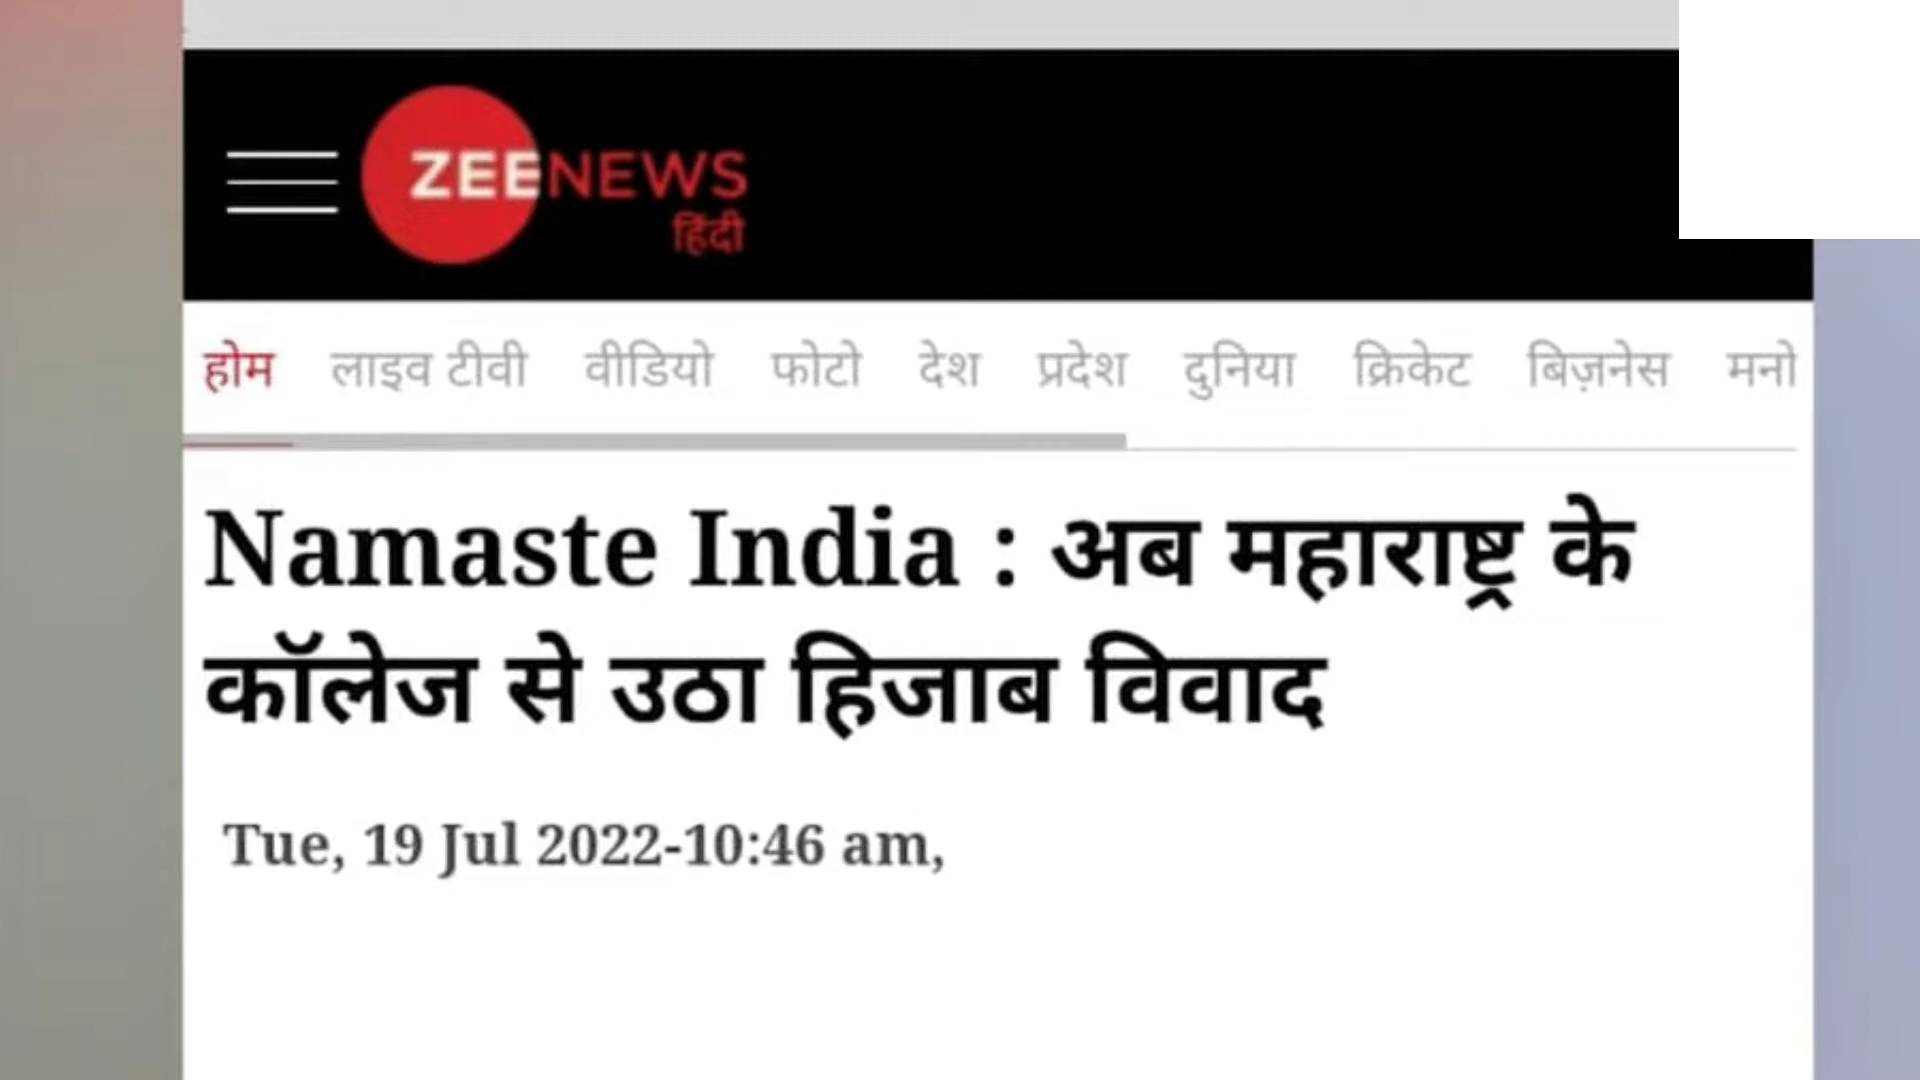 ZEENEWS
हिंदी
होम लाइव टीवी वीडियो फोटो देश प्रदेश दुनिया क्रिकेट बिज़नेस मनो
Namaste India : अब महाराष्ट्र के
कॉलेज से उठा हिजाब विवाद
Tue, 19 Jul 2022-10:46 am,